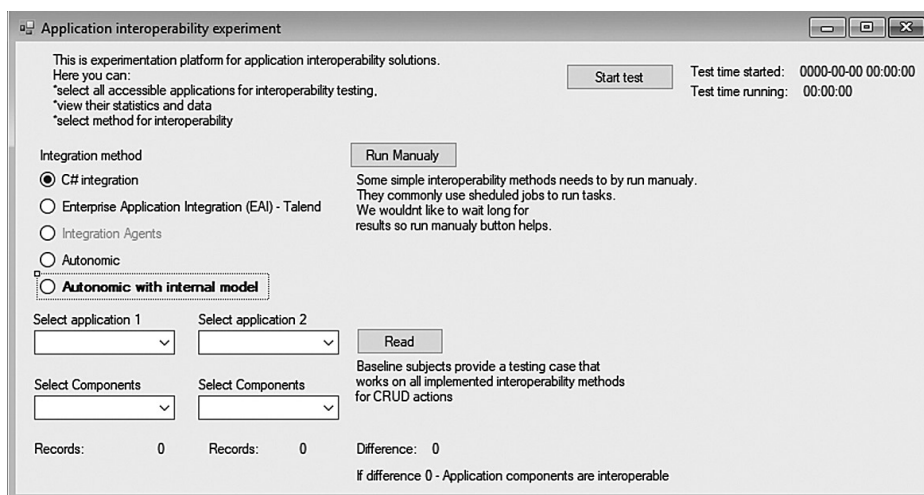 Application interoperability experiment
This is experimentation platform for application interoperability solutions.
Here you can:
*select all accessible applications for interoperability testing,
*view their statistics and data
*select method for interoperability
Start test
Test time started: 0000-00-00 00:00:00
Test time running: 00:00:00
Integration method
C# integration
Enterprise Application Integration (EAI) - Talend
Integration Agents
Autonomic
Autonomic with internal model
Run Manualy
Some simple interoperability methods needs to by run manualy.
They commonly use sheduled jobs to run tasks.
We wouldnt like to wait long for
results so run manualy button helps.
Select application 1 Select application 2
Read
Select Components Select Components
Baseline subjects provide a testing case that
works on all implemented interoperability methods
for CRUD actions
Records: 0 Records: 0 Difference: 0
If difference 0 - Application components are interoperable